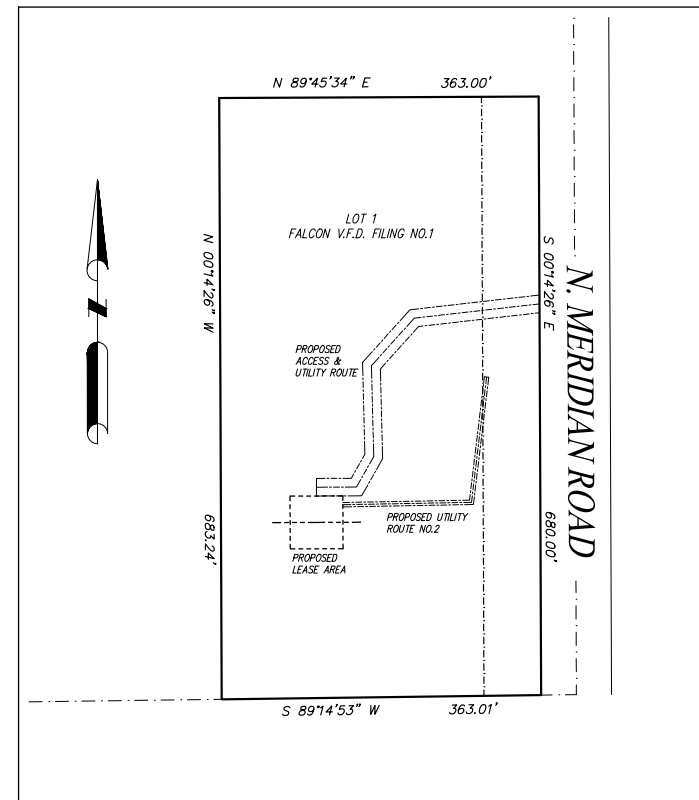 N 89°45'34" E 363.00'
LOT 1
FALCON V.F.D. FILING NO.1
N 00°14'26" W
S 00°14'26" E
N. MERIDIAN ROAD
N
PROPOSED
ACCESS &
UTILITY ROUTE
PROPOSED UTILITY
ROUTE NO.2
683.24'
680.00'
PROPOSED
LEASE AREA
S 89°14'53" W 363.01'